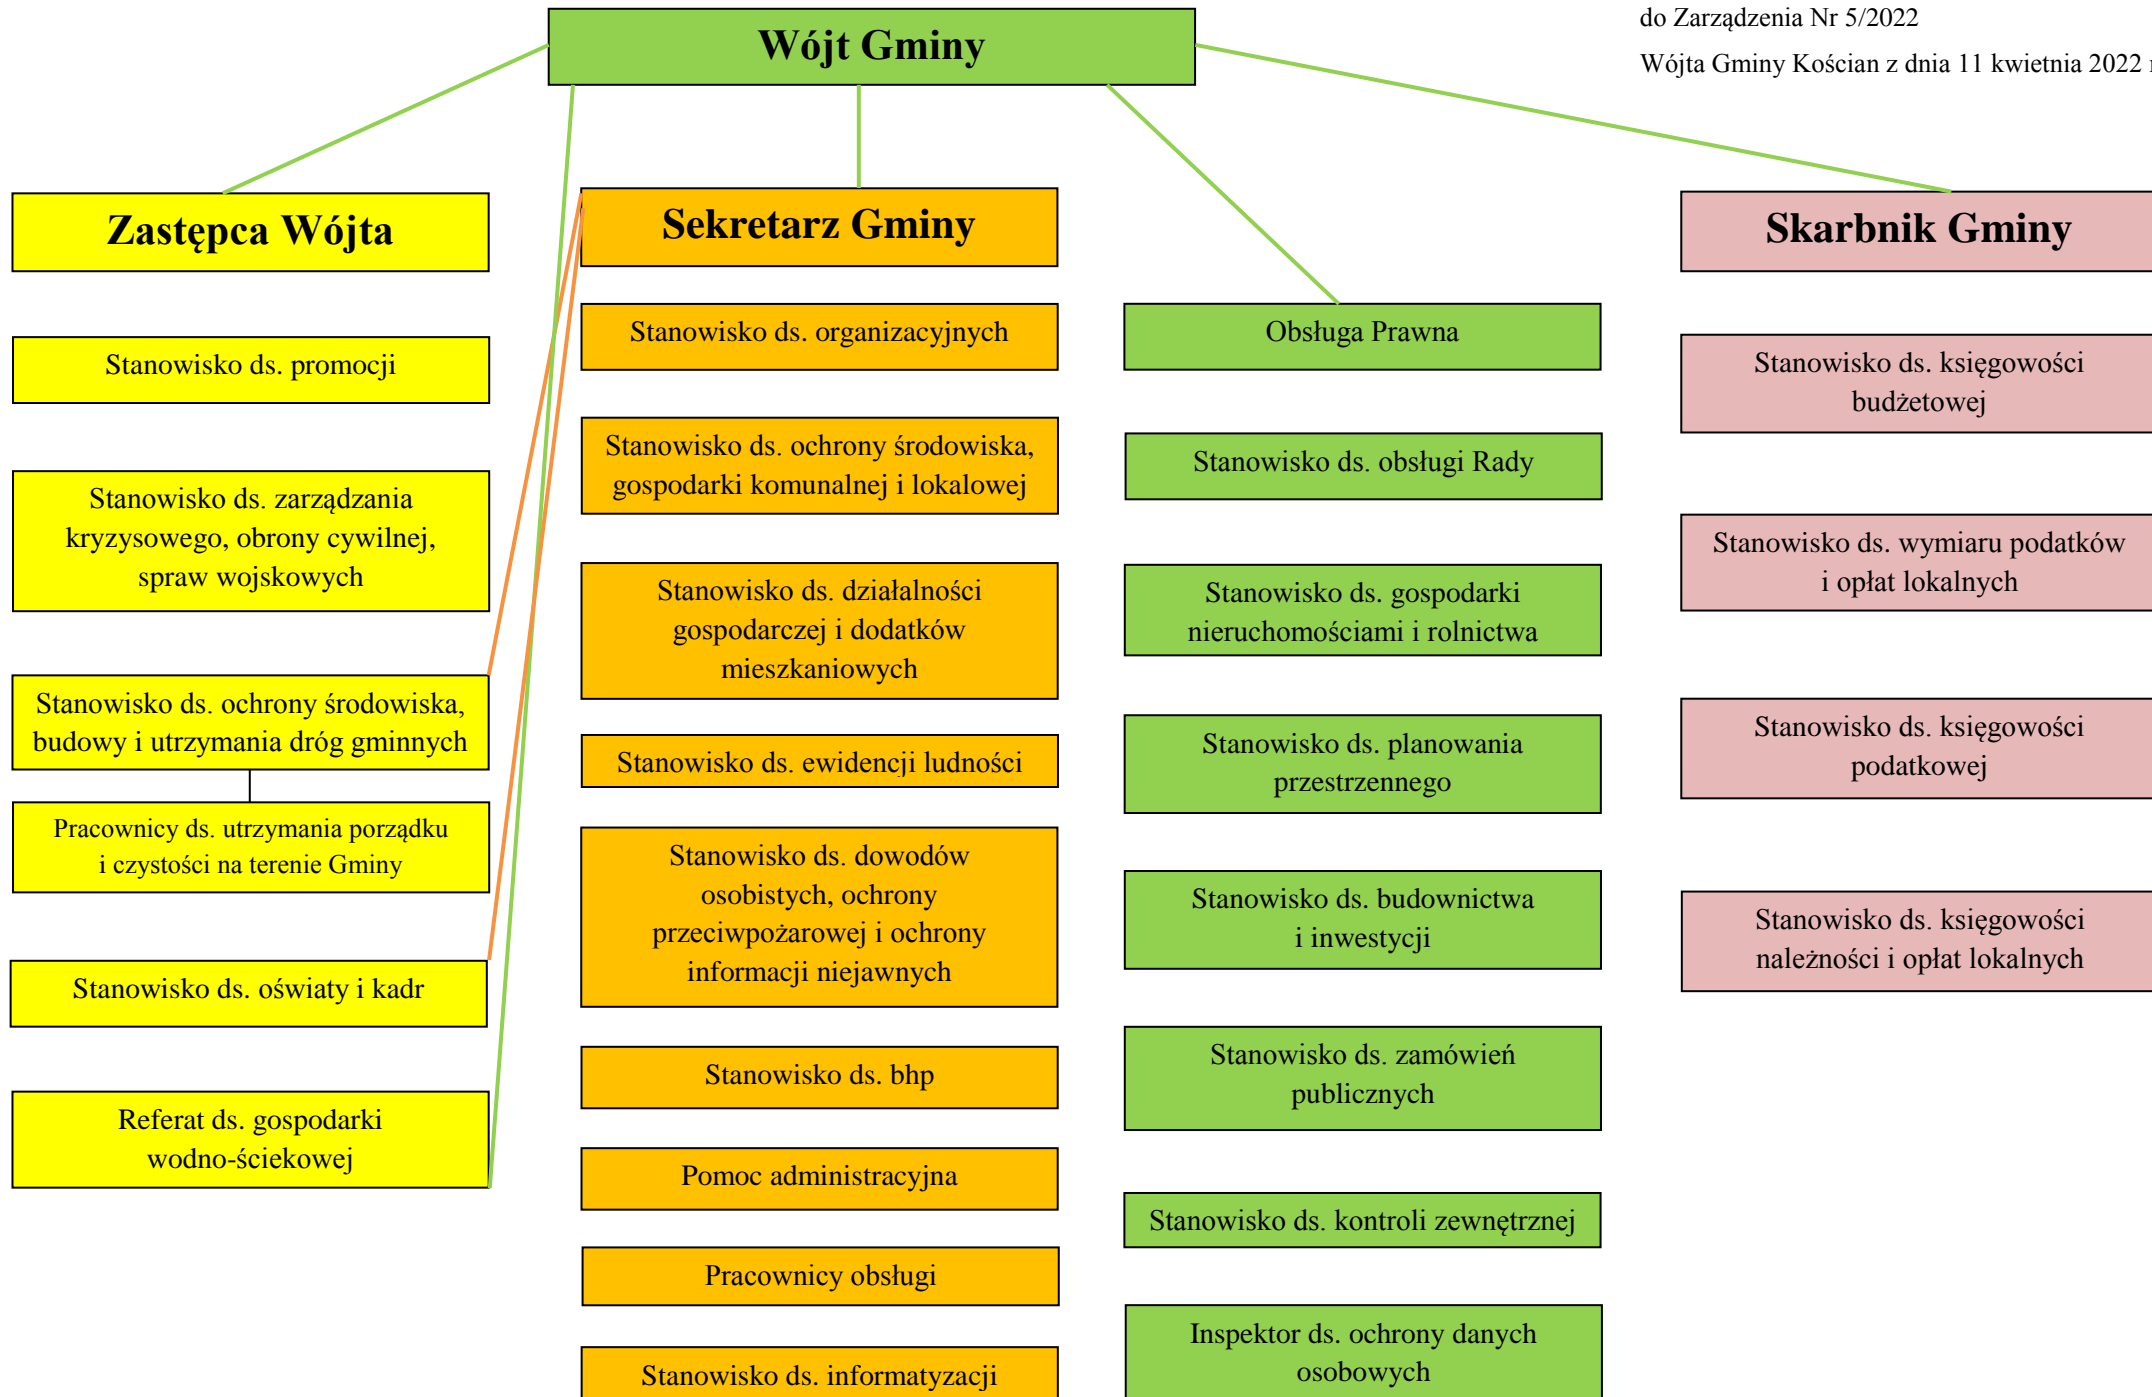 do Zarządzenia Nr 5/2022
Wójta Gminy Kościan z dnia 11 kwietnia 2022 r
Wójt Gminy
Zastępca Wójta
Stanowisko ds. promocji
Stanowisko ds. zarządzania
kryzysowego, obrony cywilnej,
spraw wojskowych
Stanowisko ds. ochrony środowiska,
budowy i utrzymania dróg gminnych
Pracownicy ds. utrzymania porządku
i czystości na terenie Gminy
Stanowisko ds. oświaty i kadr
Referat ds. gospodarki
wodno-ściekowej
Sekretarz Gminy
Stanowisko ds. organizacyjnych
Stanowisko ds. ochrony środowiska,
gospodarki komunalnej i lokalowej
Stanowisko ds. działalności
gospodarczej i dodatków
mieszkaniowych
Stanowisko ds. ewidencji ludności
Stanowisko ds. dowodów
osobistych, ochrony
przeciwpożarowej i ochrony
informacji niejawnych
Stanowisko ds. bhp
Pomoc administracyjna
Pracownicy obsługi
Stanowisko ds. informatyzacji
Obsługa Prawna
Stanowisko ds. obsługi Rady
Stanowisko ds. gospodarki
nieruchomościami i rolnictwa
Stanowisko ds. planowania
przestrzennego
Stanowisko ds. budownictwa
i inwestycji
Stanowisko ds. zamówień
publicznych
Stanowisko ds. kontroli zewnętrznej
Inspektor ds. ochrony danych
osobowych
Skarbnik Gminy
Stanowisko ds. księgowości
budżetowej
Stanowisko ds. wymiaru podatków
i opłat lokalnych
Stanowisko ds. księgowości
podatkowej
Stanowisko ds. księgowości
należności i opłat lokalnych